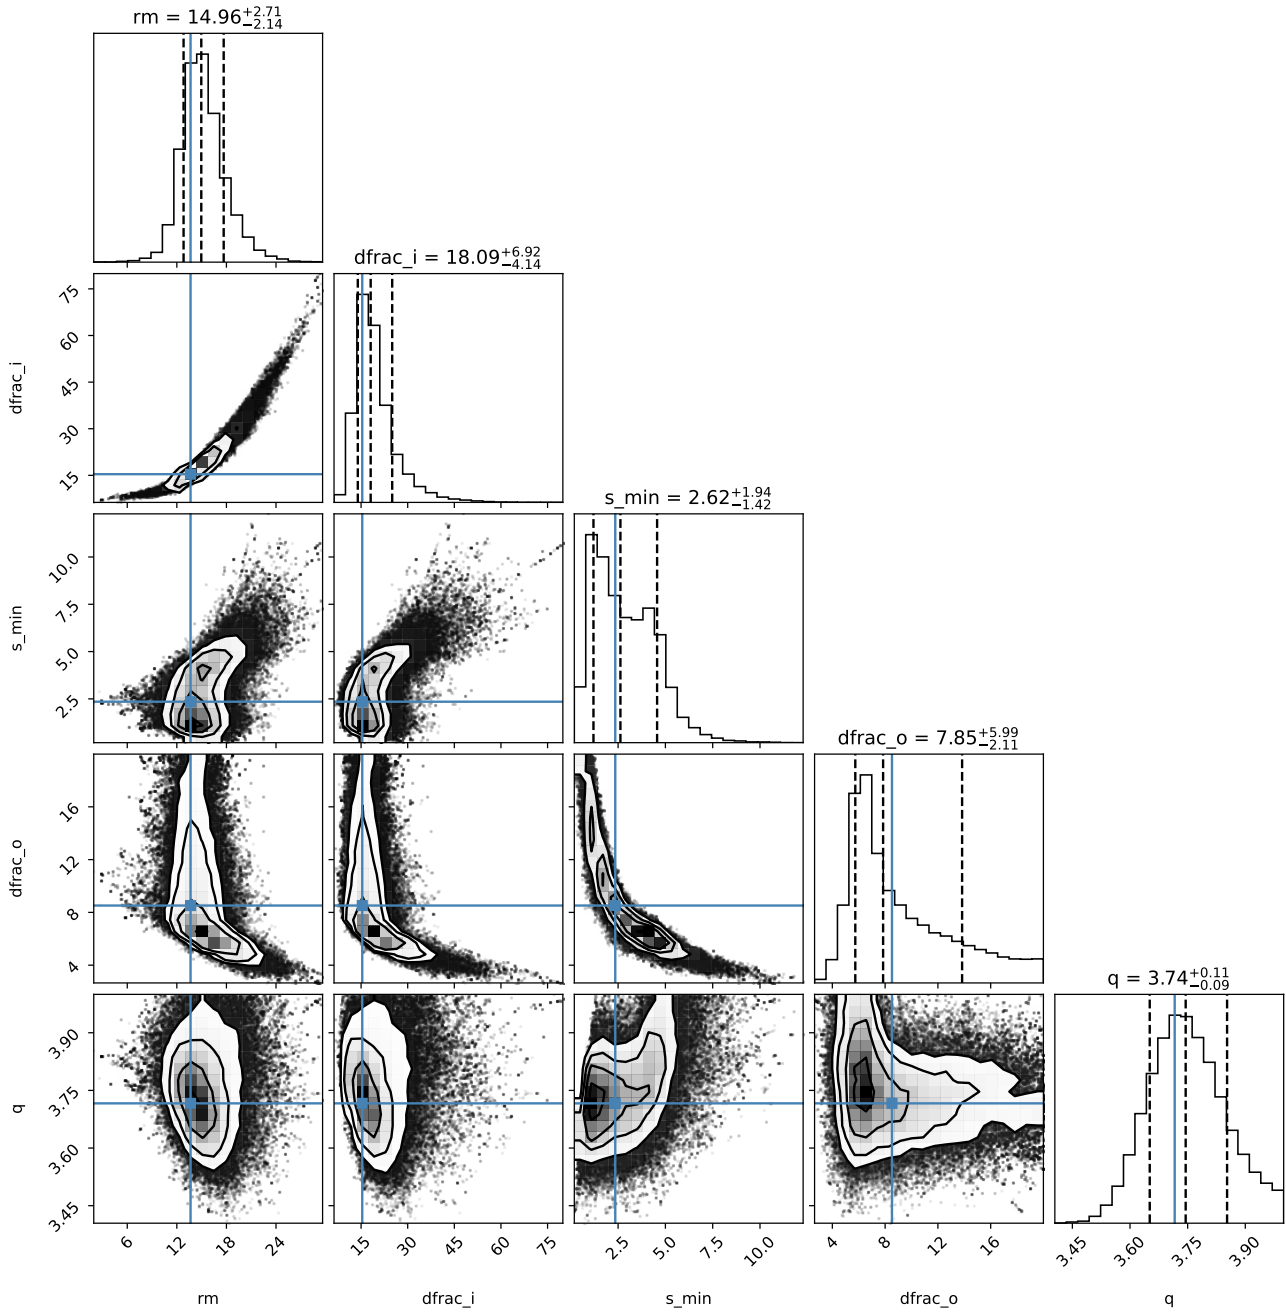 rm = 14.96+2.71−2.14
dfrac_i = 18.09+6.92−4.14
75
60
45
30
15
dfrac_i
s_min = 2.62+1.94−1.42
10.0
7.5
5.0
2.5
s_min
dfrac_o = 7.85+5.99−2.11
16
12
8
4
dfrac_o
q = 3.74+0.11−0.09
3.90
3.75
3.60
3.45
q
6 12 18 24
15 30 45 60 75
2.5 5.0 7.5 10.0
4 8 12 16
3.45 3.60 3.75 3.90
rm dfrac_i s_min dfrac_o q